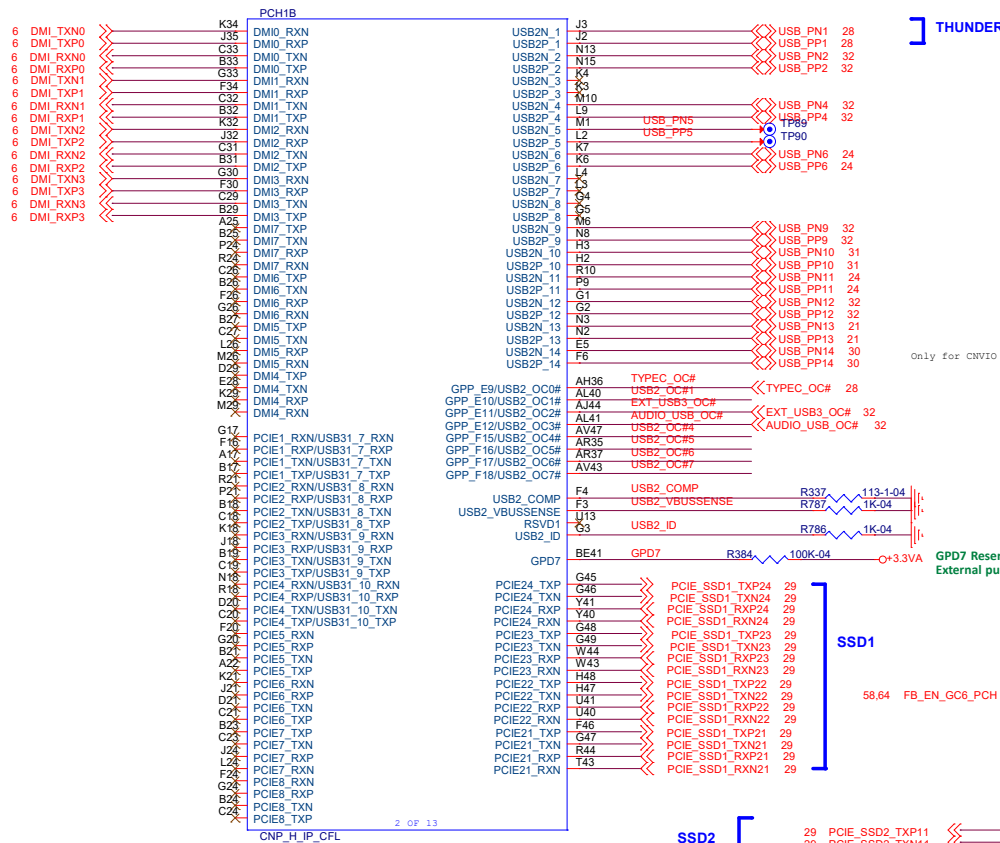 PCH1B
THUNDER
6 DMI_TXN0 K34 DMI0_RXN
6 DMI_TXP0 J35 DMI0_RXP
6 DMI_RXN0 C33 DMI0_TXN
6 DMI_RXP0 B33 DMI0_TXP
6 DMI_TXN1 G33 DMI1_RXN
6 DMI_TXP1 F34 DMI1_RXP
6 DMI_RXN1 C32 DMI1_TXN
6 DMI_RXP1 B32 DMI1_TXP
6 DMI_TXN2 K32 DMI2_RXN
6 DMI_TXP2 J32 DMI2_RXP
6 DMI_RXN2 C31 DMI2_TXN
6 DMI_RXP2 B31 DMI2_TXP
6 DMI_TXN3 G30 DMI3_RXN
6 DMI_TXP3 F30 DMI3_RXP
6 DMI_RXN3 C29 DMI3_TXN
6 DMI_RXP3 B29 DMI3_TXP
A25 DMI7_TXP
B25 DMI7_TXN
P24 DMI7_RXP
R24 DMI7_RXN
C26 DMI6_TXP
B26 DMI6_TXN
F26 DMI6_RXP
G26 DMI6_RXN
B27 DMI5_TXP
C27 DMI5_TXN
L26 DMI5_RXP
M26 DMI5_RXN
D29 DMI4_TXP
E28 DMI4_TXN
K29 DMI4_RXP
M29 DMI4_RXN
G17 PCIE1_RXN/USB31_7_RXN
F16 PCIE1_RXP/USB31_7_RXP
A17 PCIE1_TXN/USB31_7_TXN
B17 PCIE1_TXP/USB31_7_TXP
R21 PCIE2_RXN/USB31_8_RXN
P21 PCIE2_RXP/USB31_8_RXP
B18 PCIE2_TXN/USB31_8_TXN
C18 PCIE2_TXP/USB31_8_TXP
K18 PCIE3_RXN/USB31_9_RXN
J18 PCIE3_RXP/USB31_9_RXP
B19 PCIE3_TXN/USB31_9_TXN
C19 PCIE3_TXP/USB31_9_TXP
N18 PCIE4_RXN/USB31_10_RXN
R18 PCIE4_RXP/USB31_10_RXP
D20 PCIE4_TXN/USB31_10_TXN
C20 PCIE4_TXP/USB31_10_TXP
F20 PCIE5_RXN
G20 PCIE5_RXP
B21 PCIE5_TXN
A22 PCIE5_TXP
K21 PCIE6_RXN
J21 PCIE6_RXP
D21 PCIE6_TXN
C21 PCIE6_TXP
B23 PCIE7_TXP
C23 PCIE7_TXN
J24 PCIE7_RXP
L24 PCIE7_RXN
F24 PCIE8_RXN
G24 PCIE8_RXP
B24 PCIE8_TXN
C24 PCIE8_TXP
USB2N_1 J3 USB_PN1 28
USB2P_1 J2 USB_PP1 28
USB2N_2 N13 USB_PN2 32
USB2P_2 N15 USB_PP2 32
USB2N_3 K4
USB2P_3 K3
USB2N_4 M10 USB_PN4 32
USB2P_4 L9 USB_PP4 32
USB2N_5 M1 USB_PN5 TP89
USB2P_5 L2 USB_PP5 TP90
USB2N_6 K7 USB_PN6 24
USB2P_6 K6 USB_PP6 24
USB2N_7 L4
USB2P_7 L3
USB2N_8 G4
USB2P_8 G5
USB2N_9 M6 USB_PN9 32
USB2P_9 N8 USB_PP9 32
USB2N_10 H3 USB_PN10 31
USB2P_10 H2 USB_PP10 31
USB2N_11 R10 USB_PN11 24
USB2P_11 P9 USB_PP11 24
USB2N_12 G1 USB_PN12 32
USB2P_12 G2 USB_PP12 32
USB2N_13 N3 USB_PN13 21
USB2P_13 N2 USB_PP13 21
USB2N_14 E5 USB_PN14 30
USB2P_14 F6 USB_PP14 30
Only for CNVIO
GPP_E9/USB2_OC0# AH36 TYPEC_OC# TYPEC_OC# 28
GPP_E10/USB2_OC1# AL40 USB2_OC#1
GPP_E11/USB2_OC2# AJ44 EXT_USB3_OC# EXT_USB3_OC# 32
GPP_E12/USB2_OC3# AL41 AUDIO_USB_OC# AUDIO_USB_OC# 32
GPP_F15/USB2_OC4# AV47 USB2_OC#4
GPP_F16/USB2_OC5# AR35 USB2_OC#5
GPP_F17/USB2_OC6# AR37 USB2_OC#6
GPP_F18/USB2_OC7# AV43 USB2_OC#7
USB2_COMP F4 USB2_COMP R337 113-1-04
USB2_VBUSSENSE F3 USB2_VBUSSENSE R787 1K-04
RSVD1 U13
USB2_ID G3 USB2_ID R786 1K-04
GPD7 BE41 GPD7 R384 100K-04 +3.3VA
GPD7 Rese
External pu
PCIE24_TXP G45 PCIE_SSD1_TXP24 29
PCIE24_TXN G46 PCIE_SSD1_TXN24 29
PCIE24_RXP Y41 PCIE_SSD1_RXP24 29
PCIE24_RXN Y40 PCIE_SSD1_RXN24 29
PCIE23_TXP G48 PCIE_SSD1_TXP23 29
PCIE23_TXN G49 PCIE_SSD1_TXN23 29
PCIE23_RXP W44 PCIE_SSD1_RXP23 29
PCIE23_RXN W43 PCIE_SSD1_RXN23 29
PCIE22_TXP H48 PCIE_SSD1_TXP22 29
PCIE22_TXN H47 PCIE_SSD1_TXN22 29
PCIE22_RXP U41 PCIE_SSD1_RXP22 29
PCIE22_RXN U40 PCIE_SSD1_RXN22 29
PCIE21_TXP F46 PCIE_SSD1_TXP21 29
PCIE21_TXN G47 PCIE_SSD1_TXN21 29
PCIE21_RXP R44 PCIE_SSD1_RXP21 29
PCIE21_RXN T43 PCIE_SSD1_RXN21 29
SSD1
58,64 FB_EN_GC6_PCH
2 OF 13
CNP_H_IP_CFL
SSD2
29 PCIE_SSD2_TXP11
29 PCIE_SSD2_TXN11